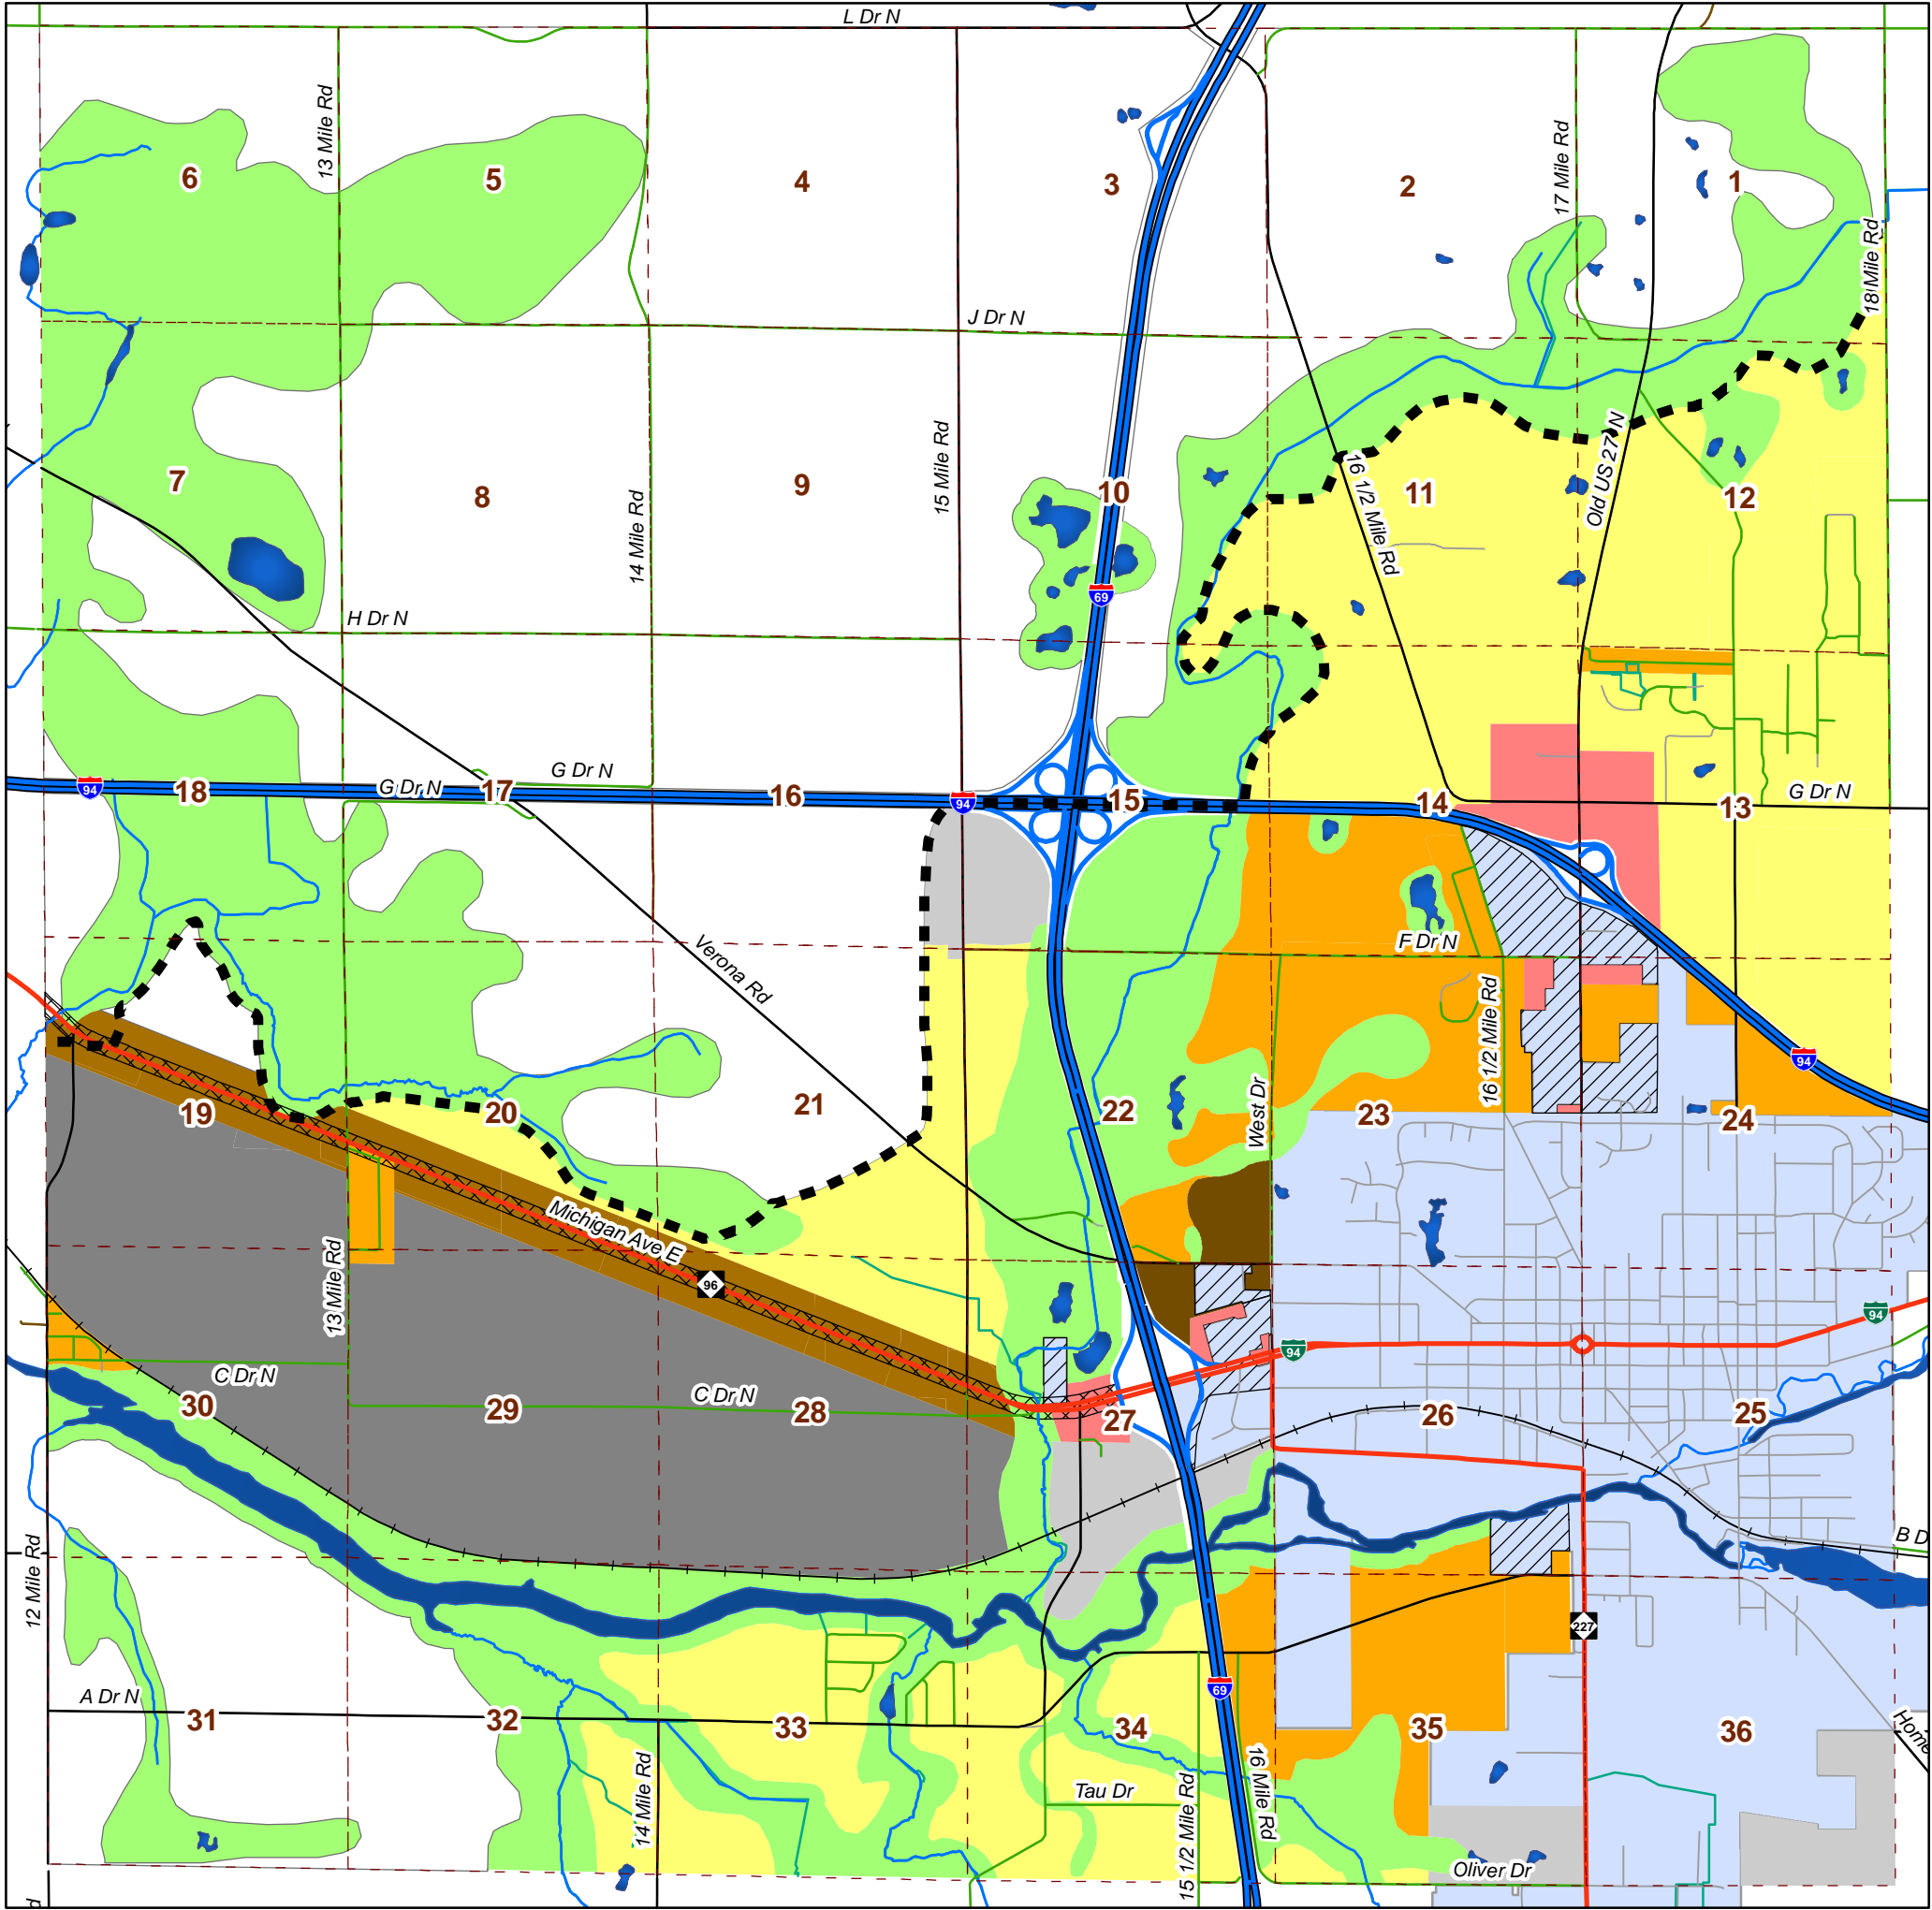 L Dr N
13 Mile Rd
17 Mile Rd
6
5
4
3
2
1
18 Mile Rd
J Dr N
15 Mile Rd
14 Mile Rd
16 1/2 Mile Rd
Old US 27 N
7
8
9
10
11
12
69
H Dr N
G Dr N
G Dr N
G Dr N
94
18
17
16
94
15
14
13
Verona Rd
F Dr N
16 1/2 Mile Rd
West Dr
94
19
20
21
22
23
24
Michigan Ave E
96
13 Mile Rd
94
94
C Dr N
C Dr N
30
29
28
27
26
25
12 Mile Rd
B D
227
69
A Dr N
31
32
33
34
35
36
Home
14 Mile Rd
Tau Dr
15 1/2 Mile Rd
16 Mile Rd
Oliver Dr
d